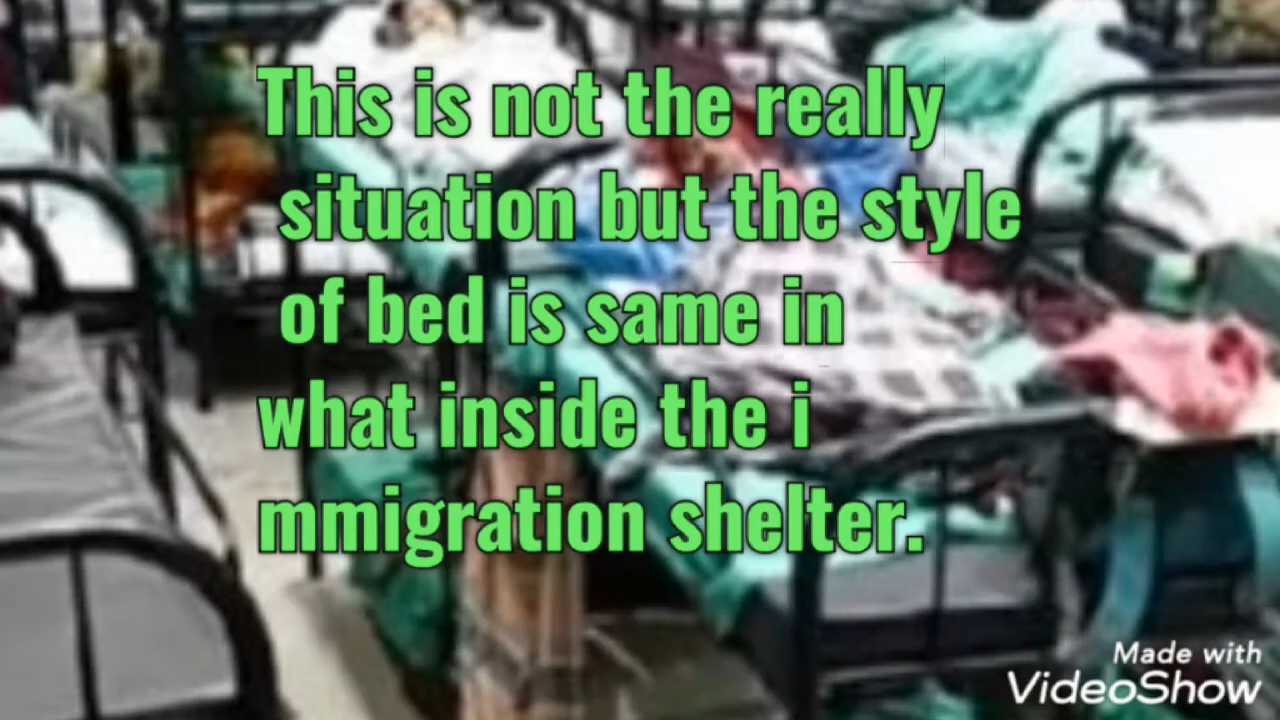 This is not the really
situation but the style
of bed is same in
what inside the i
mmigration shelter.
Made with
VideoShow